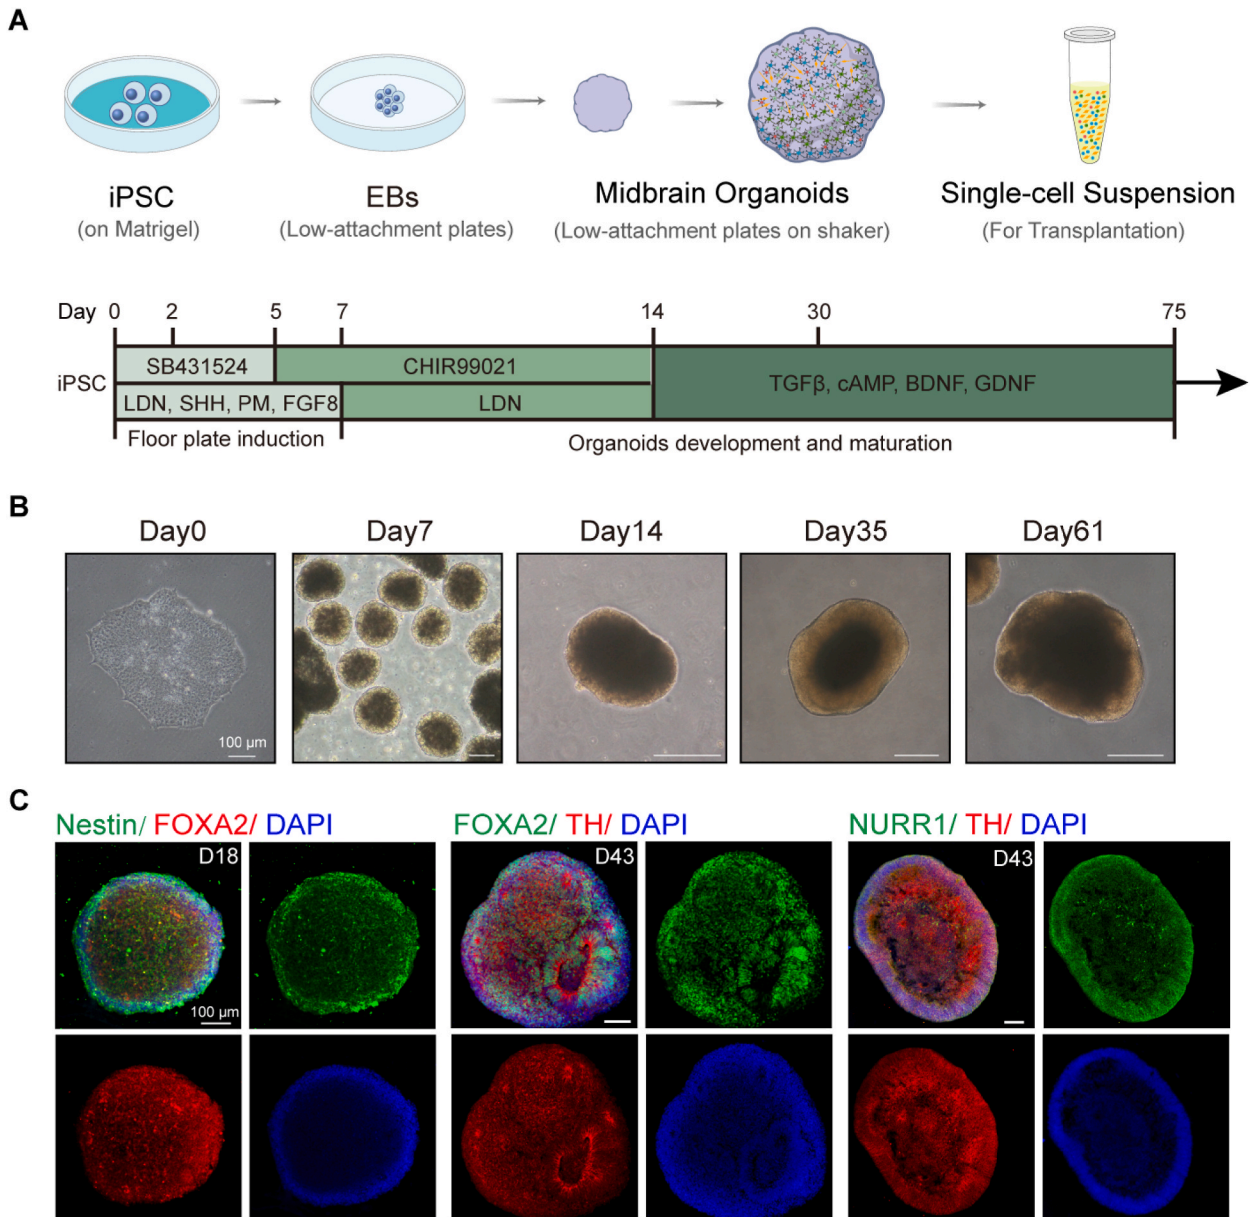 A
iPSC
(on Matrigel)
EBs
(Low-attachment plates)
Midbrain Organoids
(Low-attachment plates on shaker)
Single-cell Suspension
(For Transplantation)
Day 0 2 5 7 14 30 75
iPSC
SB431524
CHIR99021
TGFβ, cAMP, BDNF, GDNF
LDN, SHH, PM, FGF8
LDN
Floor plate induction
Organoids development and maturation
B
Day0 Day7 Day14 Day35 Day61
100 µm
C
Nestin/ FOXA2/ DAPI
FOXA2/ TH/ DAPI
NURR1/ TH/ DAPI
D18
D43
D43
100 µm